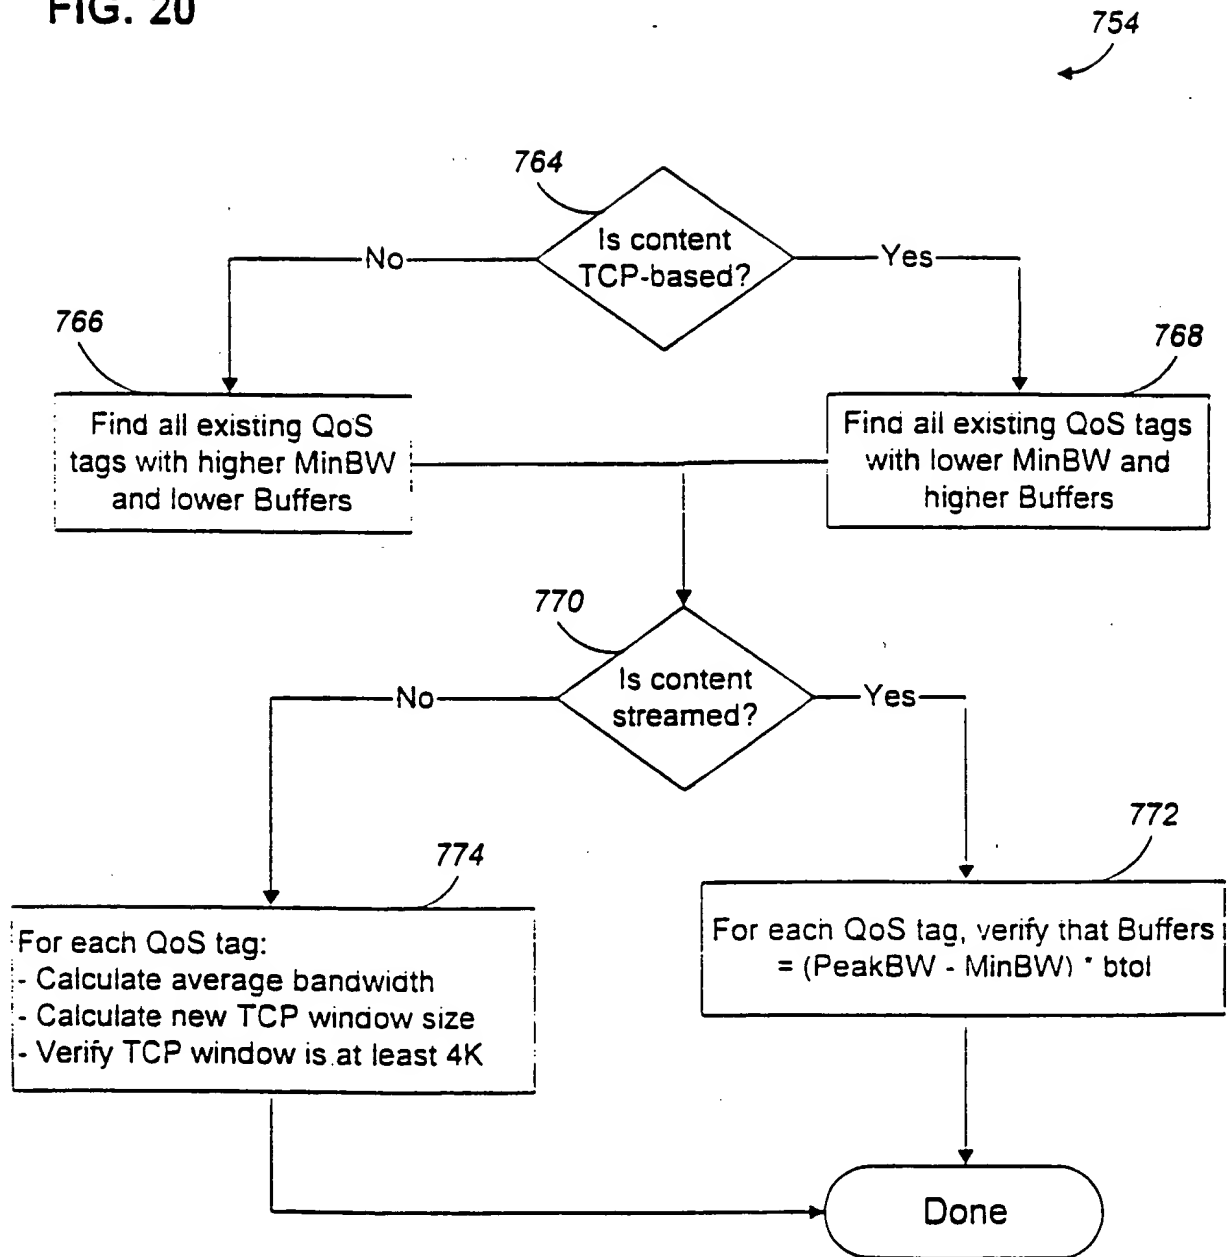 FIG. 20
754
764
Is content
TCP-based?
No
Yes
766
768
Find all existing QoS
tags with higher MinBW
and lower Buffers
Find all existing QoS tags
with lower MinBW and
higher Buffers
770
Is content
streamed?
No
Yes
774
772
For each QoS tag:
- Calculate average bandwidth
- Calculate new TCP window size
- Verify TCP window is at least 4K
For each QoS tag, verify that Buffers
= (PeakBW - MinBW) * btol
Done